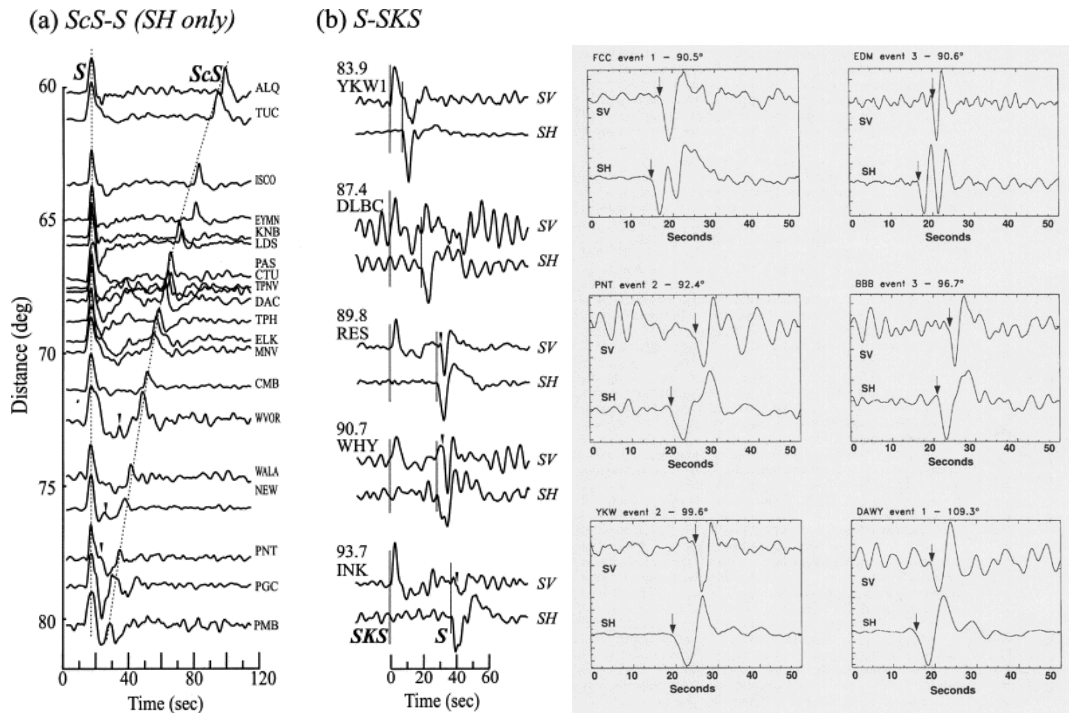 (a) ScS-S (SH only)
S
ScS
60
65
70
75
80
Distance (deg)
ALQ
TUC
ISCO
EYMN
KNB
LDS
PAS
CTU
TPNV
DAC
TPH
ELK
MNV
CMB
WVOR
WALA
NEW
PNT
PGC
PMB
0 40 80 120
Time (sec)
(b) S-SKS
83.9
YKW1
SV
SH
87.4
DLBC
SV
SH
89.8
RES
SV
SH
90.7
WHY
SV
SH
93.7
INK
SV
SH
SKS
S
0 20 40 60
Time (sec)
FCC event 1 - 90.5°
SV
SH
0 10 20 30 40 50
Seconds
EDM event 3 - 90.6°
SV
SH
0 10 20 30 40 50
Seconds
PNT event 2 - 92.4°
SV
SH
0 10 20 30 40 50
Seconds
BBB event 3 - 96.7°
SV
SH
0 10 20 30 40 50
Seconds
YKW event 2 - 99.6°
SV
SH
0 10 20 30 40 50
Seconds
DAWY event 1 - 109.3°
SV
SH
0 10 20 30 40 50
Seconds